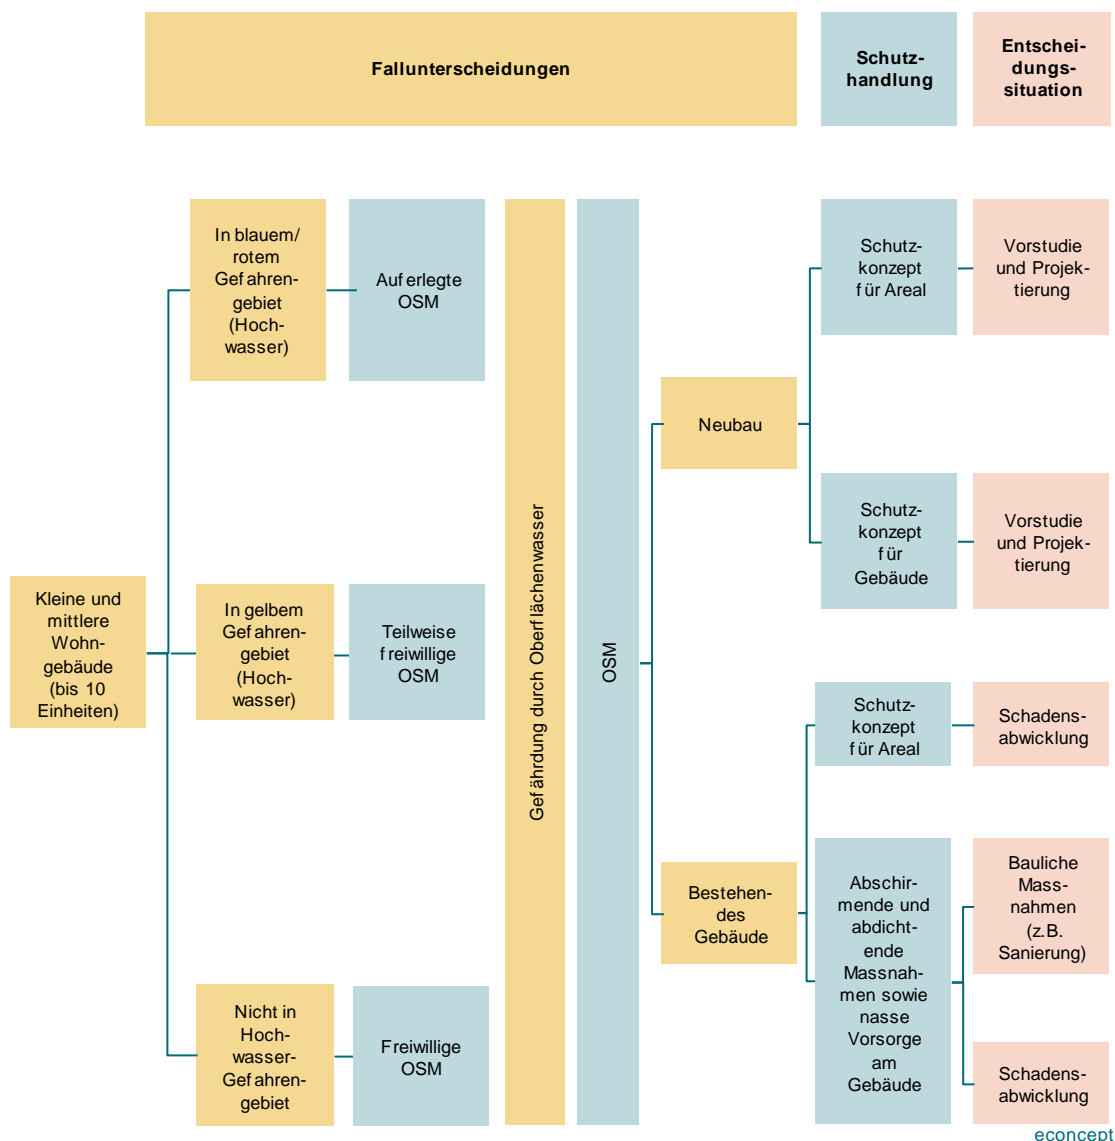 Fallunterscheidungen
Schutz-
handlung
Entschei-
dungs-
situation
Kleine und
mittlere
Wohn-
gebäude
(bis 10
Einheiten)
In blauem/
rotem
Gefahren-
gebiet
(Hoch-
wasser)
Auferlegte
OSM
In gelbem
Gefahren-
gebiet
(Hoch-
wasser)
Teilweise
freiwillige
OSM
Nicht in
Hoch-
wasser-
Gefahren-
gebiet
Freiwillige
OSM
Gefährdung durch Oberflächenwasser
OSM
Neubau
Schutz-
konzept
für Areal
Vorstudie
und Projek-
tierung
Schutz-
konzept
für
Gebäude
Vorstudie
und Projek-
tierung
Bestehen-
des
Gebäude
Schutz-
konzept
für Areal
Schadens-
abwicklung
Abschir-
mende und
abdicht-
ende
Massnah-
men sowie
nasse
Vorsorge
am
Gebäude
Bauliche
Mass-
nahmen
(z.B.
Sanierung)
Schadens-
abwicklung
econcept